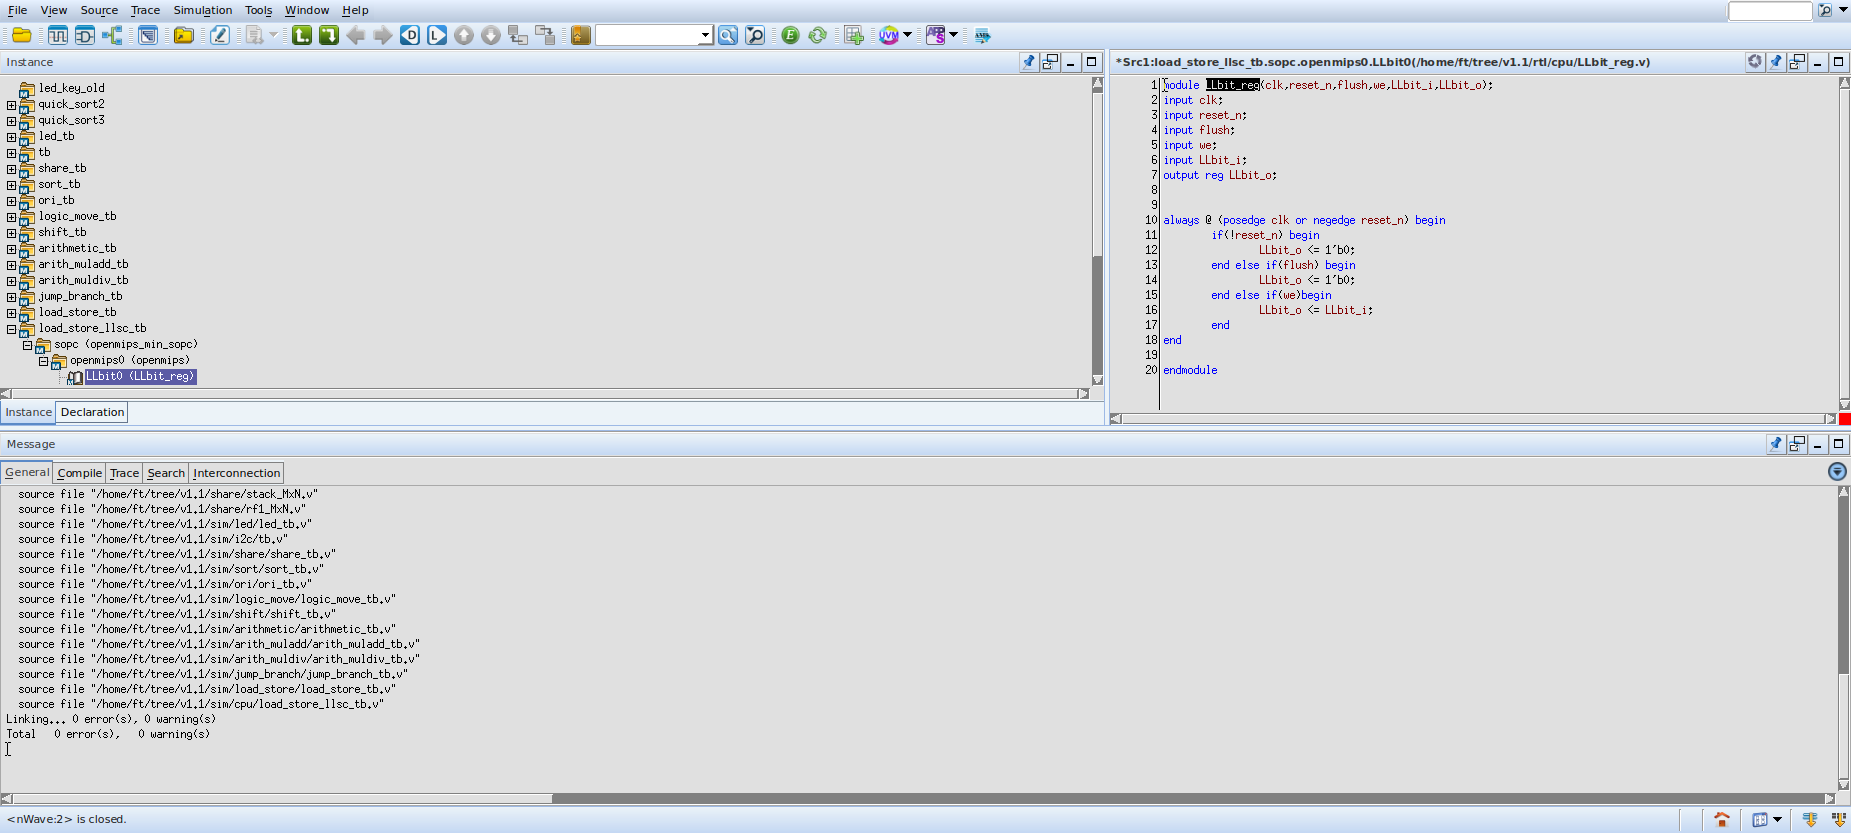 File View Source Trace Simulation Tools Window Help
Instance
led_key_old
quick_sort2
quick_sort3
led_tb
tb
share_tb
sort_tb
ori_tb
logic_move_tb
shift_tb
arithmetic_tb
arith_muladd_tb
arith_muldiv_tb
jump_branch_tb
load_store_tb
load_store_llsc_tb
sopc (openmips_min_sopc)
openmips0 (openmips)
LLbit0 (LLbit_reg)
Instance Declaration
*Src1:load_store_llsc_tb.sopc.openmips0.LLbit0(/home/ft/tree/v1.1/rtl/cpu/LLbit_reg.v)
1 module LLbit_reg(clk,reset_n,flush,we,LLbit_i,LLbit_o);
2 input clk;
3 input reset_n;
4 input flush;
5 input we;
6 input LLbit_i;
7 output reg LLbit_o;
8
9
10 always @ (posedge clk or negedge reset_n) begin
11 if(!reset_n) begin
12 LLbit_o <= 1'b0;
13 end else if(flush) begin
14 LLbit_o <= 1'b0;
15 end else if(we)begin
16 LLbit_o <= LLbit_i;
17 end
18 end
19
20 endmodule
Message
General Compile Trace Search Interconnection
source file "/home/ft/tree/v1.1/share/stack_MxN.v"
source file "/home/ft/tree/v1.1/share/rf1_MxN.v"
source file "/home/ft/tree/v1.1/sim/led/led_tb.v"
source file "/home/ft/tree/v1.1/sim/i2c/tb.v"
source file "/home/ft/tree/v1.1/sim/share/share_tb.v"
source file "/home/ft/tree/v1.1/sim/sort/sort_tb.v"
source file "/home/ft/tree/v1.1/sim/ori/ori_tb.v"
source file "/home/ft/tree/v1.1/sim/logic_move/logic_move_tb.v"
source file "/home/ft/tree/v1.1/sim/shift/shift_tb.v"
source file "/home/ft/tree/v1.1/sim/arithmetic/arithmetic_tb.v"
source file "/home/ft/tree/v1.1/sim/arith_muladd/arith_muladd_tb.v"
source file "/home/ft/tree/v1.1/sim/arith_muldiv/arith_muldiv_tb.v"
source file "/home/ft/tree/v1.1/sim/jump_branch/jump_branch_tb.v"
source file "/home/ft/tree/v1.1/sim/load_store/load_store_tb.v"
source file "/home/ft/tree/v1.1/sim/cpu/load_store_llsc_tb.v"
Linking... 0 error(s), 0 warning(s)
Total 0 error(s), 0 warning(s)
<nWave:2> is closed.